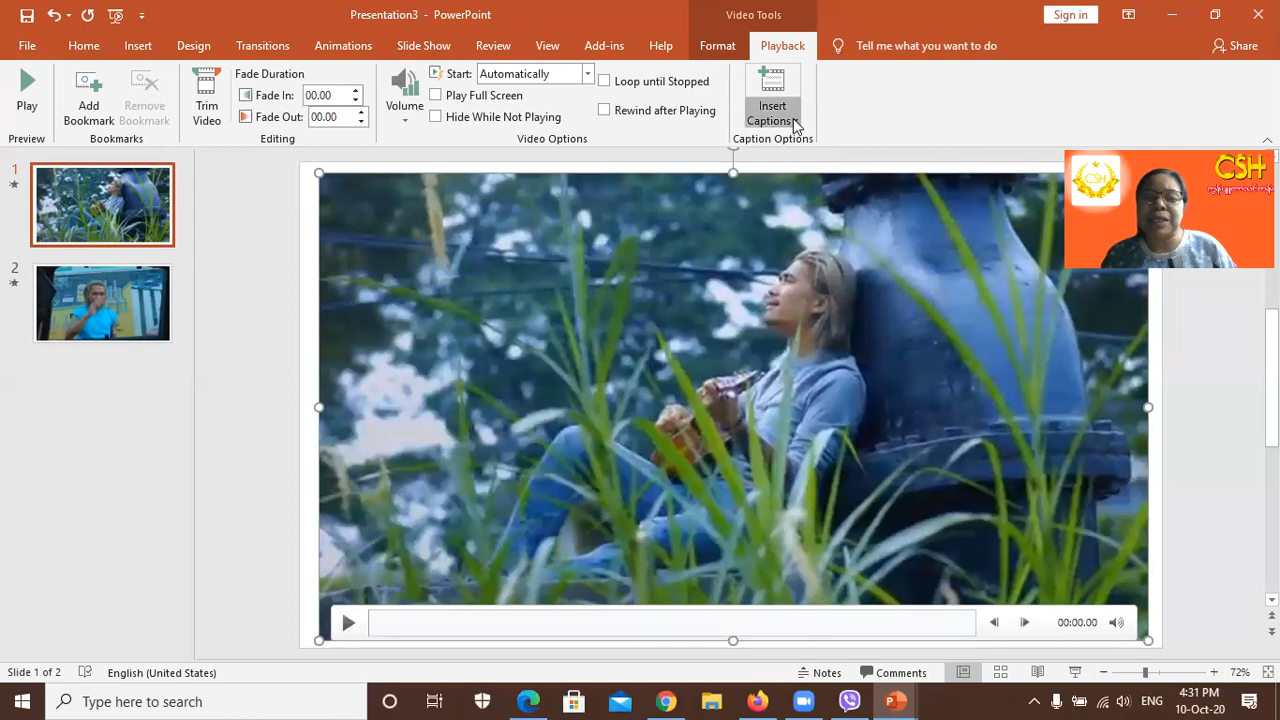 Presentation3 - PowerPoint
Video Tools
Sign in
File
Home
Insert
Design
Transitions
Animations
Slide Show
Review
View
Add-ins
Help
Format
Playback
Tell me what you want to do
Share
Play
Preview
Add
Bookmark
Remove
Bookmark
Bookmarks
Trim
Video
Fade Duration
Fade In: 00.00
Fade Out: 00.00
Editing
Volume
Start: Automatically
Play Full Screen
Hide While Not Playing
Loop until Stopped
Rewind after Playing
Video Options
Insert
Captions
Caption Options
1
2
CSH
CSH
00:00.00
Slide 1 of 2
English (United States)
Notes
Comments
72%
Type here to search
ENG
4:31 PM
10-Oct-20